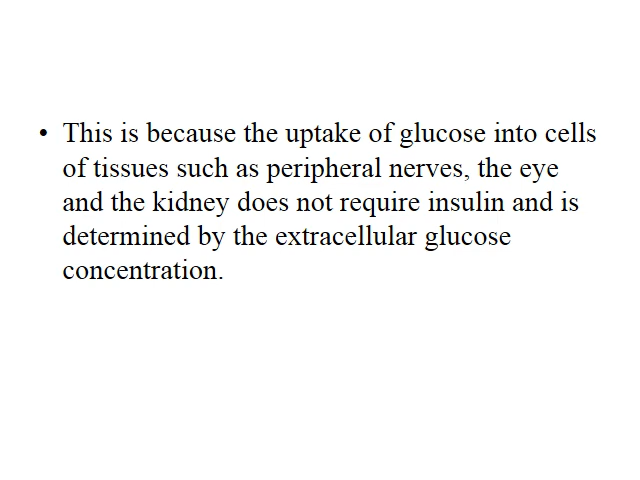 • This is because the uptake of glucose into cells
of tissues such as peripheral nerves, the eye
and the kidney does not require insulin and is
determined by the extracellular glucose
concentration.